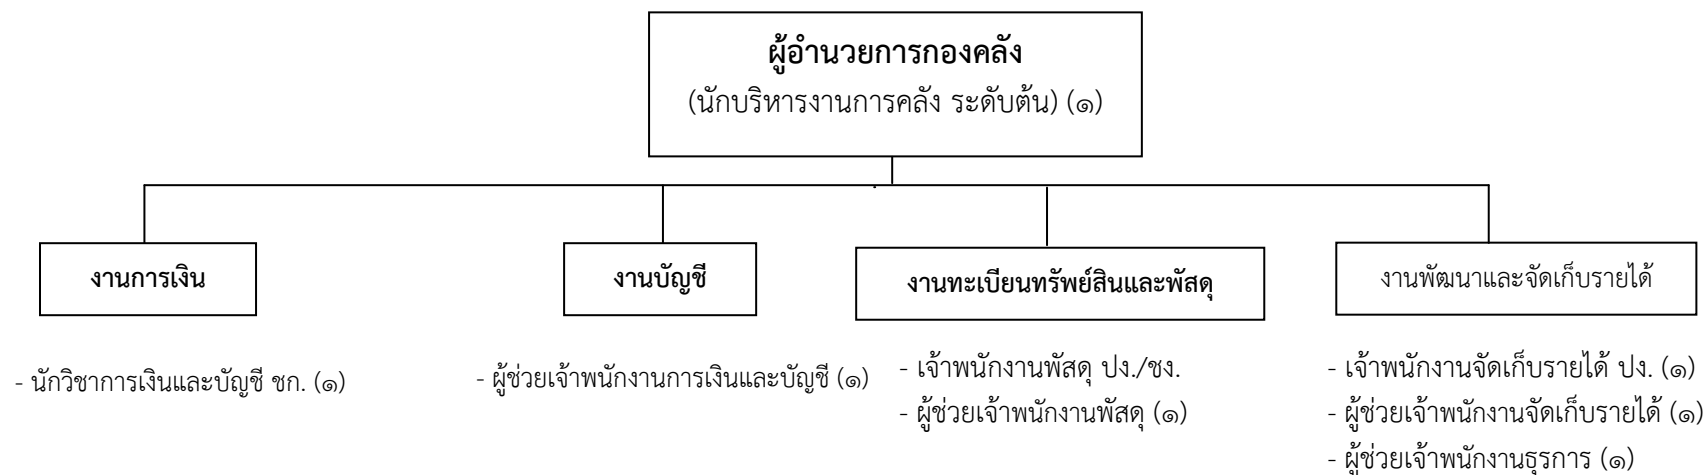 ผู้อำนวยการกองคลัง
(นักบริหารงานการคลัง ระดับต้น) (๑)
งานการเงิน
- นักวิชาการเงินและบัญชี ชก. (๑)
งานบัญชี
- ผู้ช่วยเจ้าพนักงานการเงินและบัญชี (๑)
งานทะเบียนทรัพย์สินและพัสดุ
- เจ้าพนักงานพัสดุ ปง./ชง.
- ผู้ช่วยเจ้าพนักงานพัสดุ (๑)
งานพัฒนาและจัดเก็บรายได้
- เจ้าพนักงานจัดเก็บรายได้ ปง. (๑)
- ผู้ช่วยเจ้าพนักงานจัดเก็บรายได้ (๑)
- ผู้ช่วยเจ้าพนักงานธุรการ (๑)